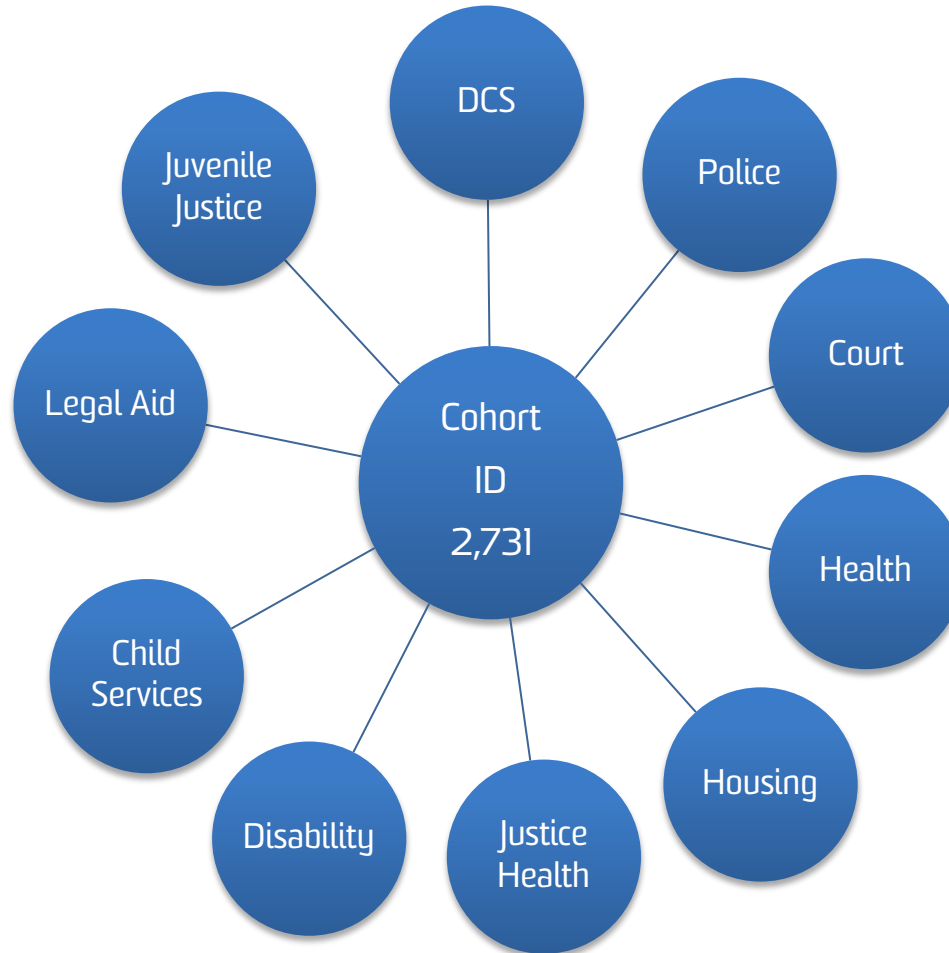 DCS
Police
Court
Health
Housing
Justice
Health
Disability
Child
Services
Legal Aid
Juvenile
Justice
Cohort
ID
2,731